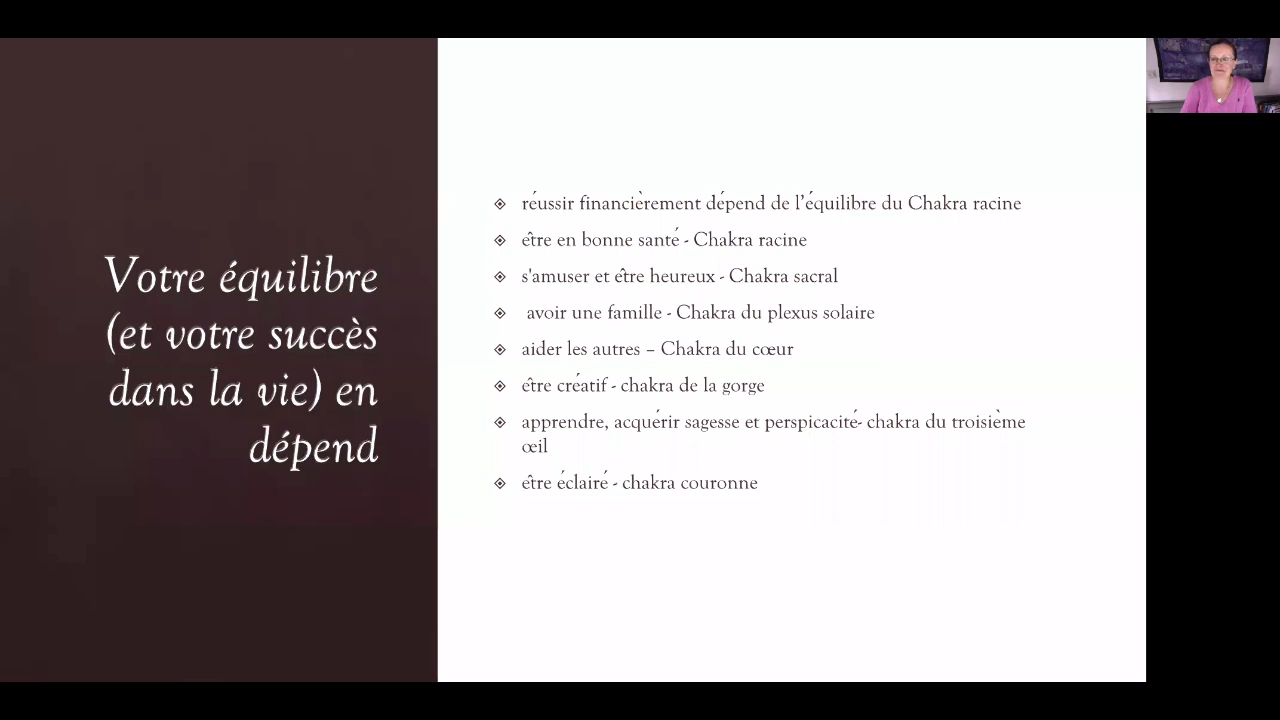 Votre équilibre
(et votre succès
dans la vie) en
dépend
réussir financièrement dépend de l'équilibre du Chakra racine
être en bonne santé - Chakra racine
s'amuser et être heureux - Chakra sacral
avoir une famille - Chakra du plexus solaire
aider les autres – Chakra du cœur
être créatif - chakra de la gorge
apprendre, acquérir sagesse et perspicacité- chakra du troisième
œil
être éclairé - chakra couronne